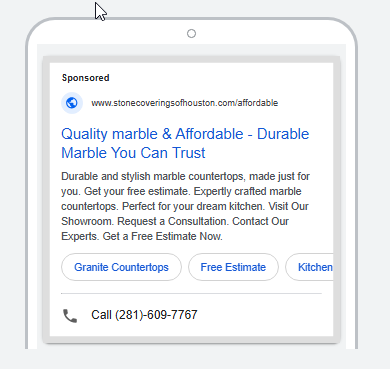 Sponsored
www.stonecoveringsofhouston.com/affordable
Quality marble & Affordable - Durable
Marble You Can Trust
Durable and stylish marble countertops, made just for
you. Get your free estimate. Expertly crafted marble
countertops. Perfect for your dream kitchen. Visit Our
Showroom. Request a Consultation. Contact Our
Experts. Get a Free Estimate Now.
Granite Countertops Free Estimate Kitchen
Call (281)-609-7767